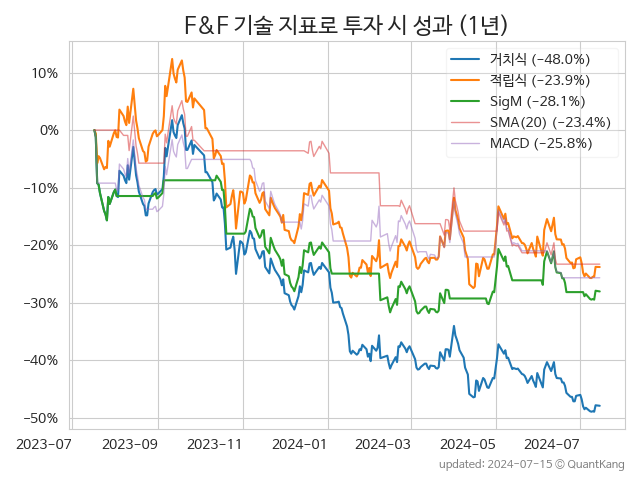 F&F 기술 지표로 투자 시 성과 (1년)
거치식 (−48.0%)
적립식 (−23.9%)
SigM (−28.1%)
SMA(20) (−23.4%)
MACD (−25.8%)
10%
0%
−10%
−20%
−30%
−40%
−50%
2023-07 2023-09 2023-11 2024-01 2024-03 2024-05 2024-07
updated: 2024-07-15 © QuantKang